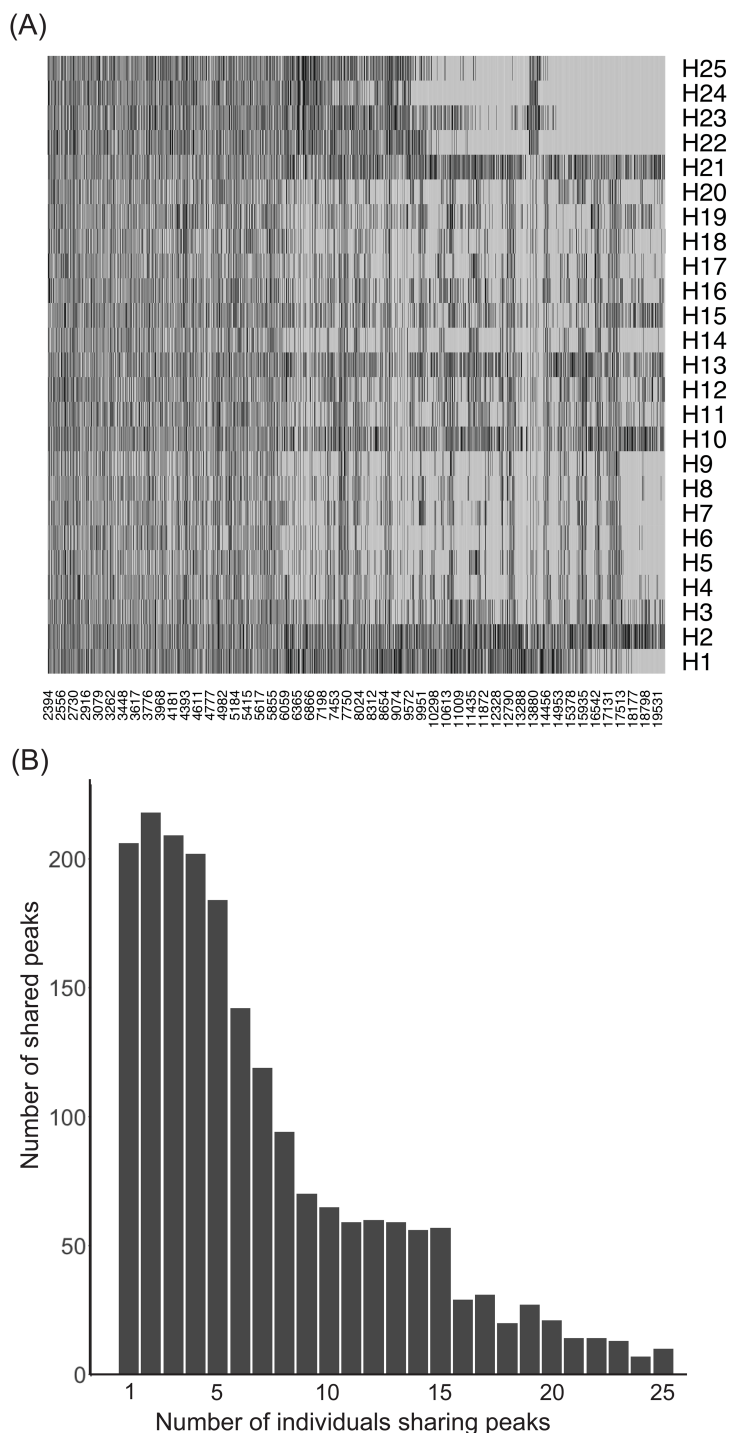 (A)
H25
H24
H23
H22
H21
H20
H19
H18
H17
H16
H15
H14
H13
H12
H11
H10
H9
H8
H7
H6
H5
H4
H3
H2
H1
2394 2556 2730 2916 3079 3262 3448 3617 3776 3968 4181 4393 4611 4777 4982 5184 5415 5617 5855 6059 6365 6866 7198 7453 7750 8024 8312 8654 9074 9572 9951 10298 10613 11009 11435 11872 12328 12790 13288 13880 14456 14953 15378 15935 16542 17131 17513 18177 18798 19531
(B)
Number of shared peaks
200
150
100
50
0
1 5 10 15 20 25
Number of individuals sharing peaks